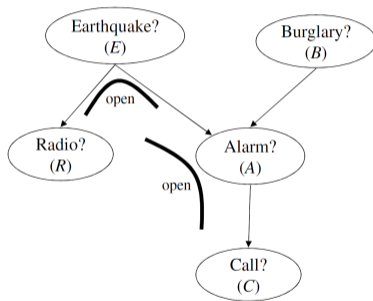 Earthquake?
(E)
Burglary?
(B)
open
Radio?
(R)
Alarm?
(A)
open
Call?
(C)